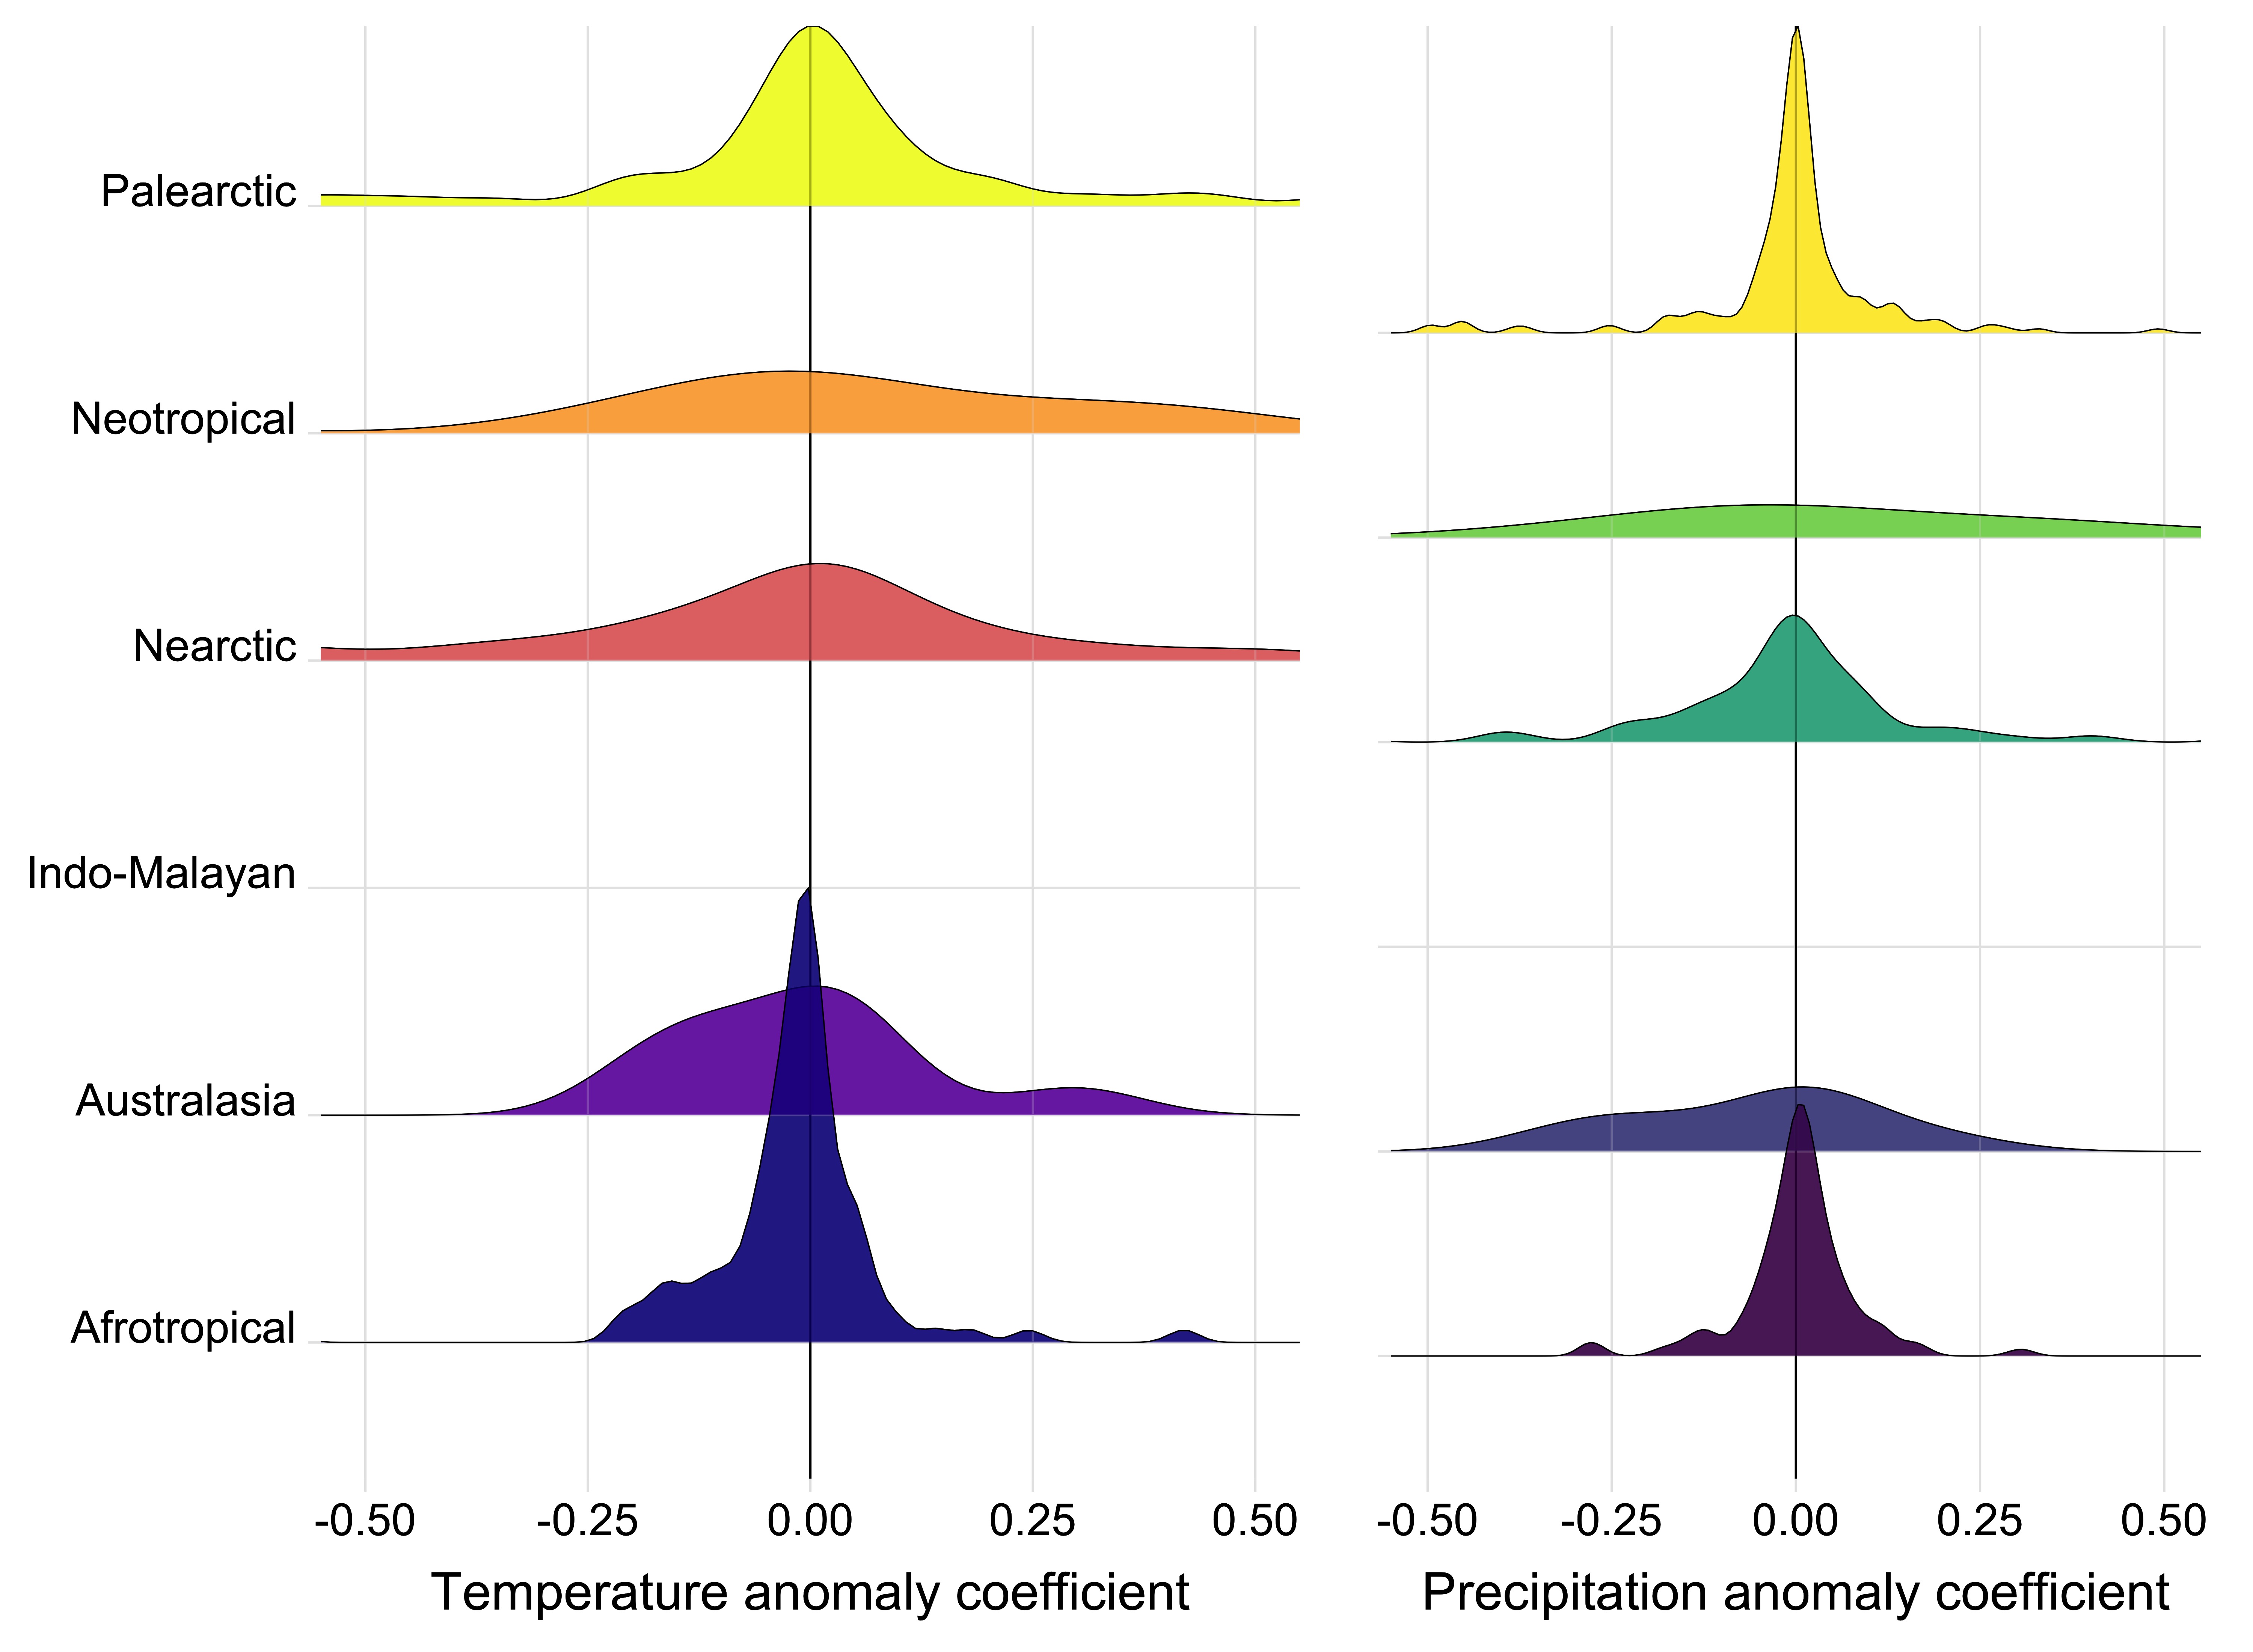 Palearctic
Neotropical
Nearctic
Indo-Malayan
Australasia
Afrotropical
-0.50 -0.25 0.00 0.25 0.50 -0.50 -0.25 0.00 0.25 0.50
Temperature anomaly coefficient Precipitation anomaly coefficient